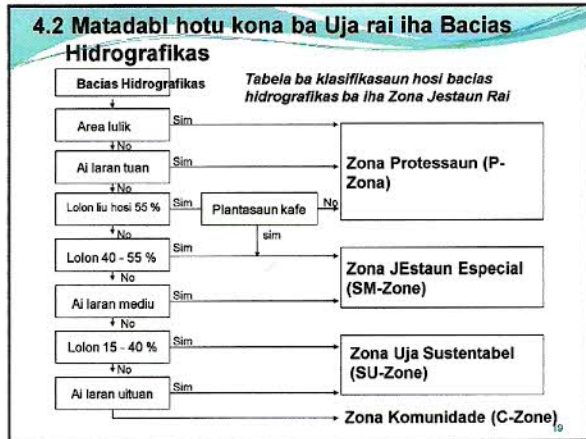 4.2 Matadabl hotu kona ba Uja rai iha Bacias
Hidrografikas
Bacias Hidrografikas
Tabela ba klasifikasaun hosi bacias
hidrografikas ba iha Zona Jestaun Rai
Area lulik
Sim
No
Ai laran tuan
Sim
Zona Protessaun (P-
Zona)
No
Lolon liu hosi 55 %
Sim
Plantasaun kafe
No
No
sim
Lolon 40 - 55 %
Sim
Zona JEstaun Especial
(SM-Zone)
No
Ai laran mediu
Sim
No
Lolon 15 - 40 %
Sim
Zona Uja Sustentabel
(SU-Zone)
No
Ai laran uituan
Sim
Zona Komunidade (C-Zone)
19